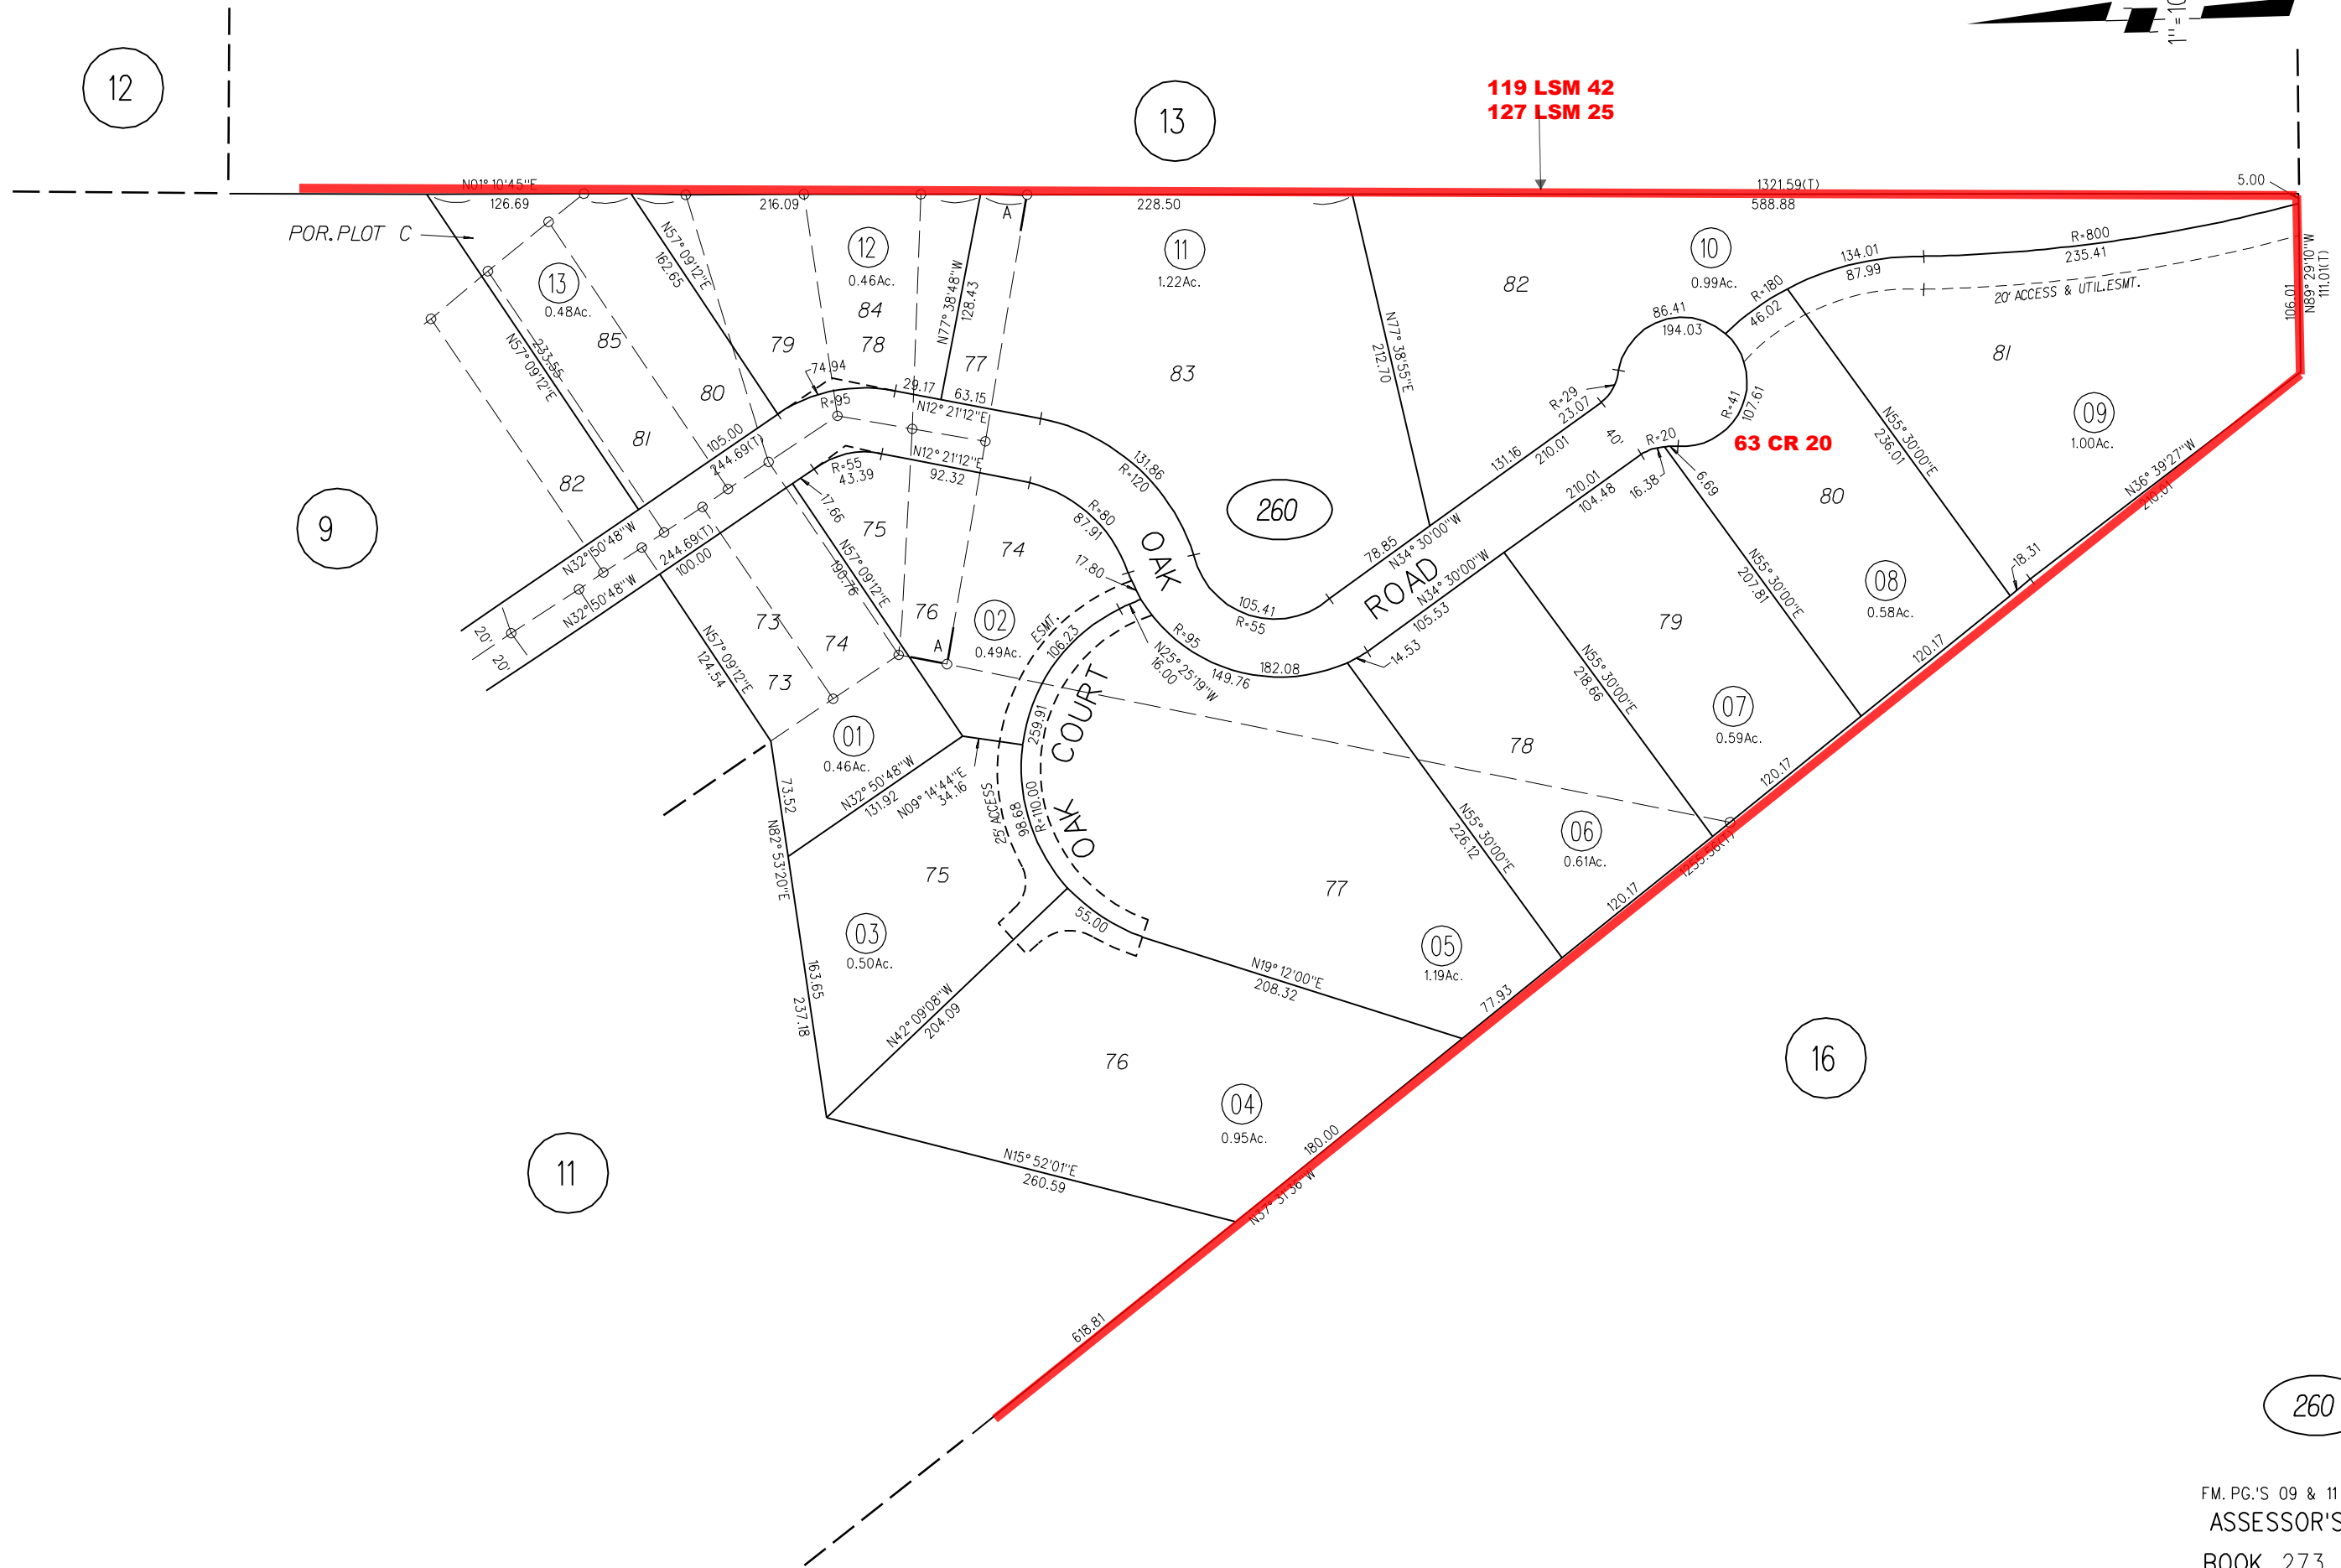 12
13
119 LSM 42
127 LSM 25
N01° 10'45"E
126.69
216.09
A
228.50
1321.59(T)
588.88
5.00
POR. PLOT C
13
0.48Ac.
N57° 09'12"E
162.65
12
0.46Ac.
84
78
N77° 38'48"W
128.43
77
11
1.22Ac.
83
82
10
0.99Ac.
134.01
87.99
R=800
235.41
20' ACCESS & UTIL.ESMT.
106.01
N89° 29'10"W
111.01(T)
R=180
46.02
86.41
194.03
N77° 38'55"E
212.70
81
09
1.00Ac.
85
79
80
81
82
233.55
N57° 09'12"E
74.94
R=95
29.17
63.15
N12° 21'12"E
105.00
244.69(T)
N12° 21'12"E
92.32
R=55
43.39
17.66
131.86
R=120
R=29
23.07
40'
R=20
R=41
107.61
63 CR 20
N55° 30'00"E
236.01
N36° 39'27"W
210.01
18.31
9
N32° 50'48"W
244.69(T)
100.00
N32° 50'48"W
20'
20'
75
74
R=80
87.91
OAK
17.80
260
131.16
210.01
78.85
N34° 30'00"W
ROAD
210.01
104.48
16.38
6.69
N34° 30'00"W
105.53
80
08
0.58Ac.
N55° 30'00"E
207.81
120.17
N57° 09'12"E
190.76
76
02
0.49Ac.
A
ESMT.
106.23
105.41
R=55
R=95
149.76
182.08
14.53
N25° 25'19"W
16.00
79
N55° 30'00"E
218.66
07
0.59Ac.
120.17
73
74
73
N57° 09'12"E
124.54
01
0.46Ac.
259.91
OAK COURT
78
06
0.61Ac.
1255.56(T)
73.52
N82° 53'20"E
N32° 50'48"W
131.92
N09° 14'44"E
34.16
25' ACCESS
98.68
R=110.00
N55° 30'00"E
226.12
120.17
75
77
03
0.50Ac.
55.00
05
1.19Ac.
163.65
237.18
N19° 12'00"E
208.32
77.93
N42° 09'08"W
204.09
76
04
0.95Ac.
16
11
N15° 52'01"E
260.59
180.00
N37° 31'36"W
618.81
260
FM. PG.'S 09 & 11
ASSESSOR'S
BOOK 273